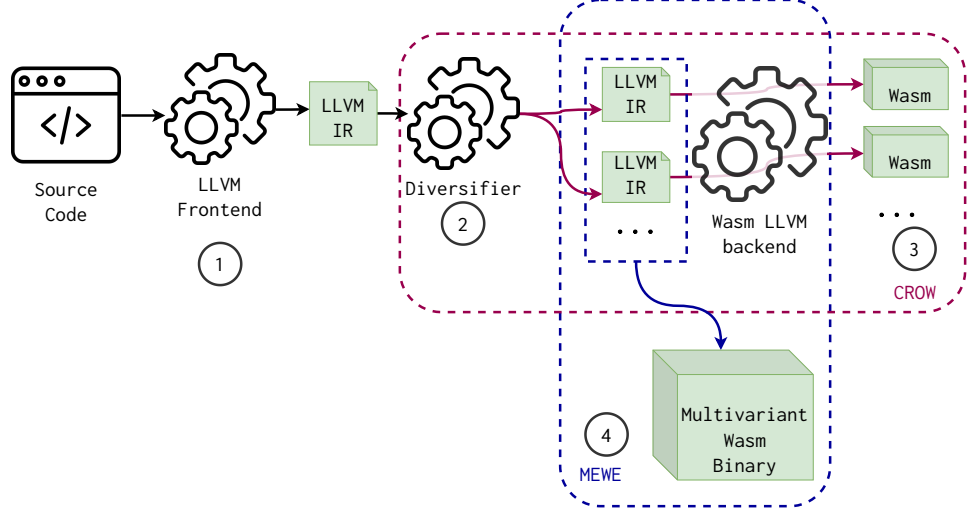 </>
Source
Code
LLVM
Frontend
1
LLVM
IR
Diversifier
2
LLVM
IR
LLVM
IR
...
Wasm LLVM
backend
Wasm
Wasm
...
3
CROW
Multivariant
Wasm
Binary
4
MEWE